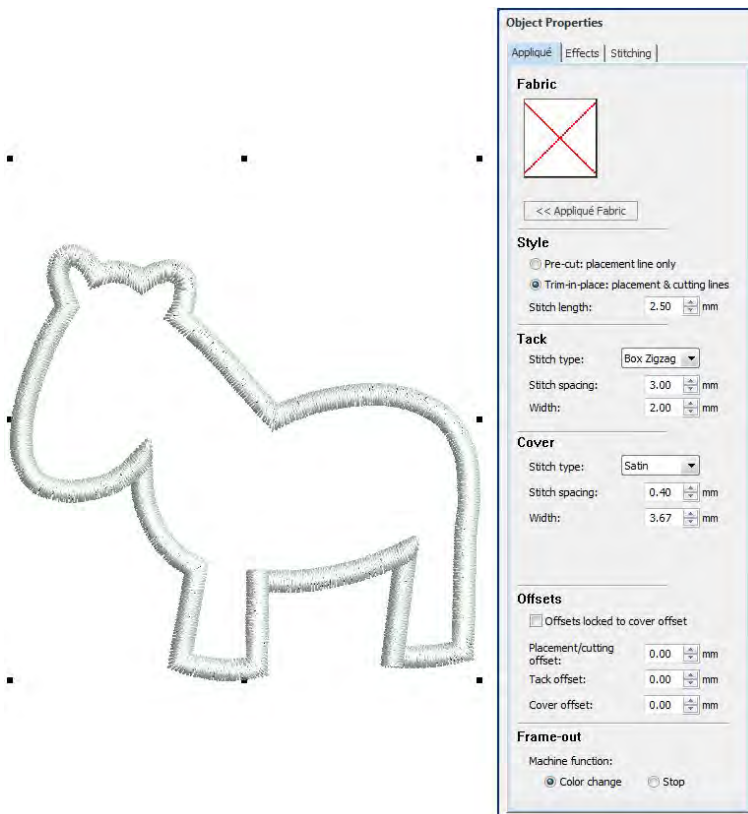 Object Properties
Appliqué Effects Stitching
Fabric
<< Appliqué Fabric
Style
Pre-cut: placement line only
Trim-in-place: placement & cutting lines
Stitch length: 2.50 mm
Tack
Stitch type: Box Zigzag
Stitch spacing: 3.00 mm
Width: 2.00 mm
Cover
Stitch type: Satin
Stitch spacing: 0.40 mm
Width: 3.67 mm
Offsets
Offsets locked to cover offset
Placement/cutting
offset: 0.00 mm
Tack offset: 0.00 mm
Cover offset: 0.00 mm
Frame-out
Machine function:
Color change Stop